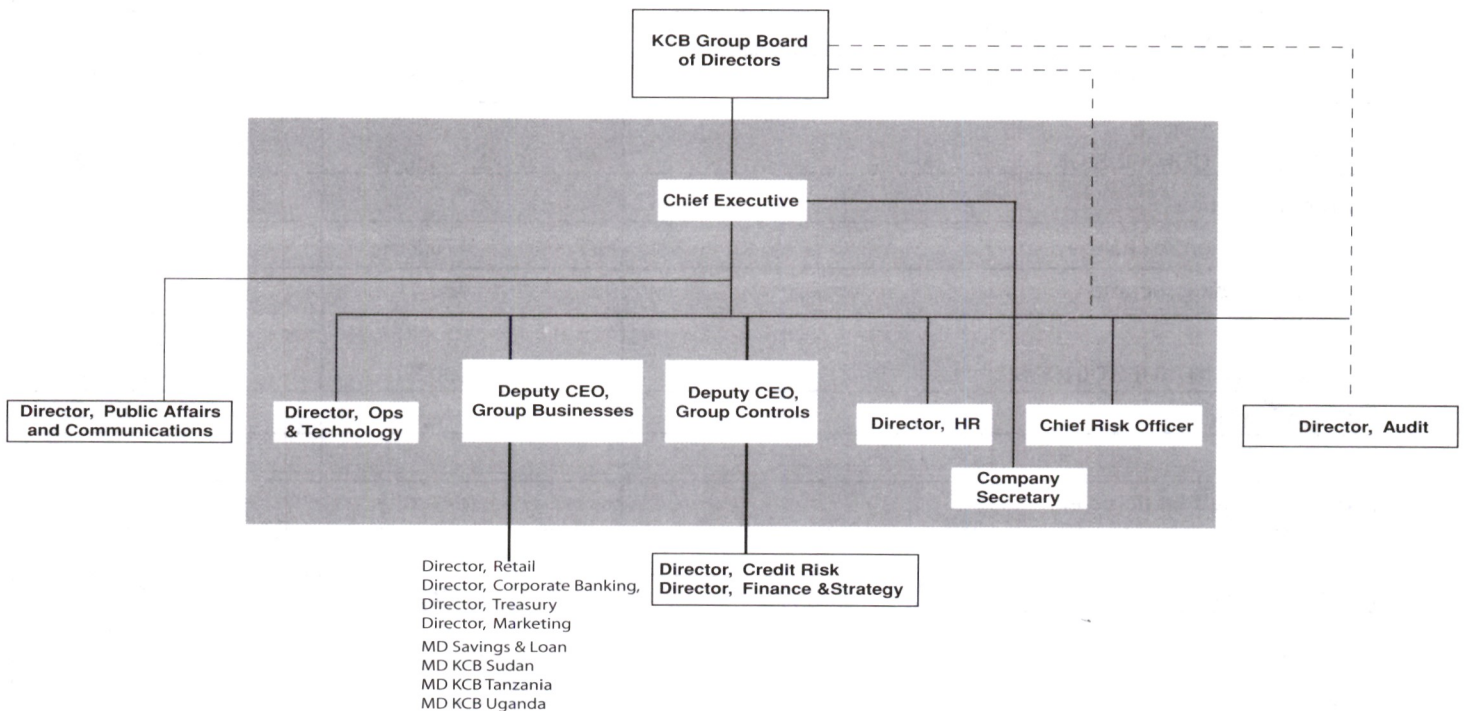 KCB Group Board
of Directors
Chief Executive
Director, Public Affairs
and Communications
Director, Ops
& Technology
Deputy CEO,
Group Businesses
Deputy CEO,
Group Controls
Director, HR
Company
Secretary
Chief Risk Officer
Director, Audit
Director, Retail
Director, Corporate Banking,
Director, Treasury
Director, Marketing
MD Savings & Loan
MD KCB Sudan
MD KCB Tanzania
MD KCB Uganda
Director, Credit Risk
Director, Finance &Strategy